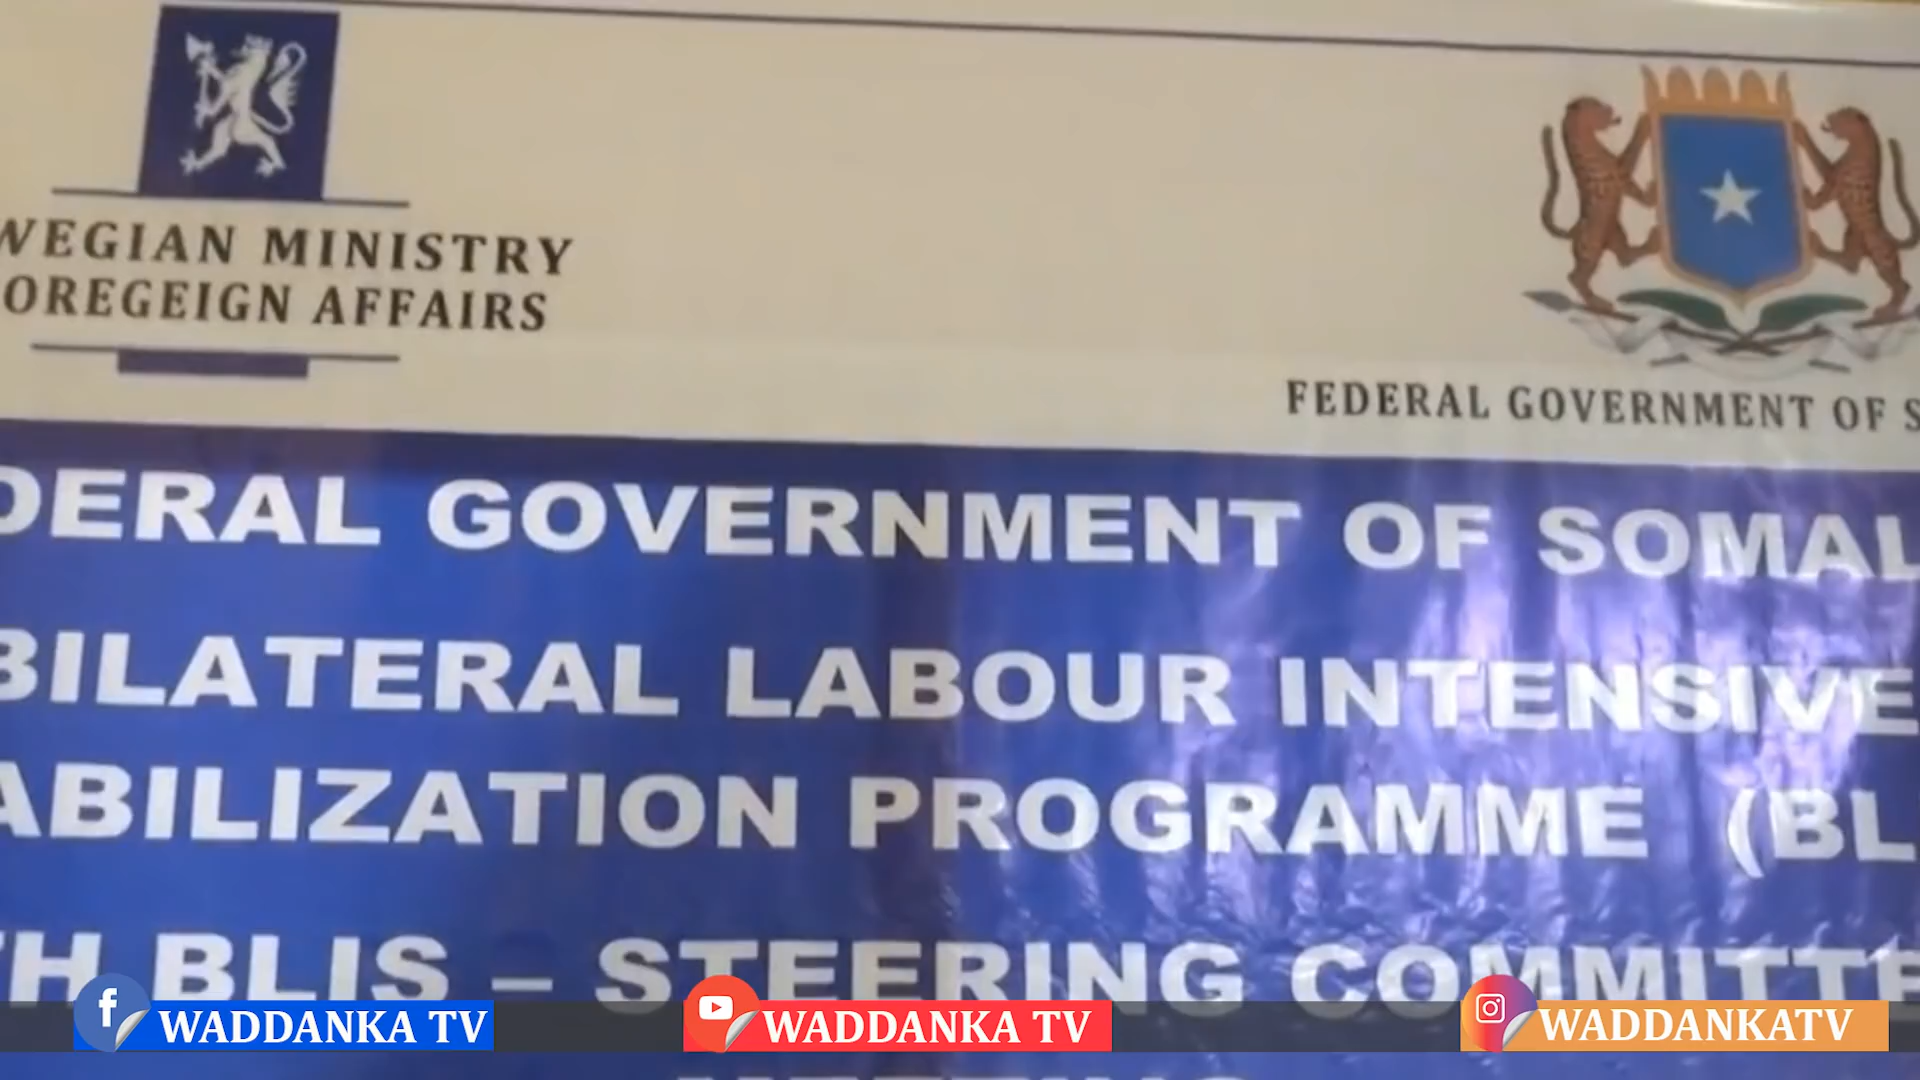 WEGIAN MINISTRY
OREGEIGN AFFAIRS
FEDERAL GOVERNMENT OF S
DERAL GOVERNMENT OF SOMAL
BILATERAL LABOUR INTENSIVE
ABILIZATION PROGRAMME (BL
TH BLIS – STEERING COMMITTE
WADDANKA TV
WADDANKA TV
WADDANKATV